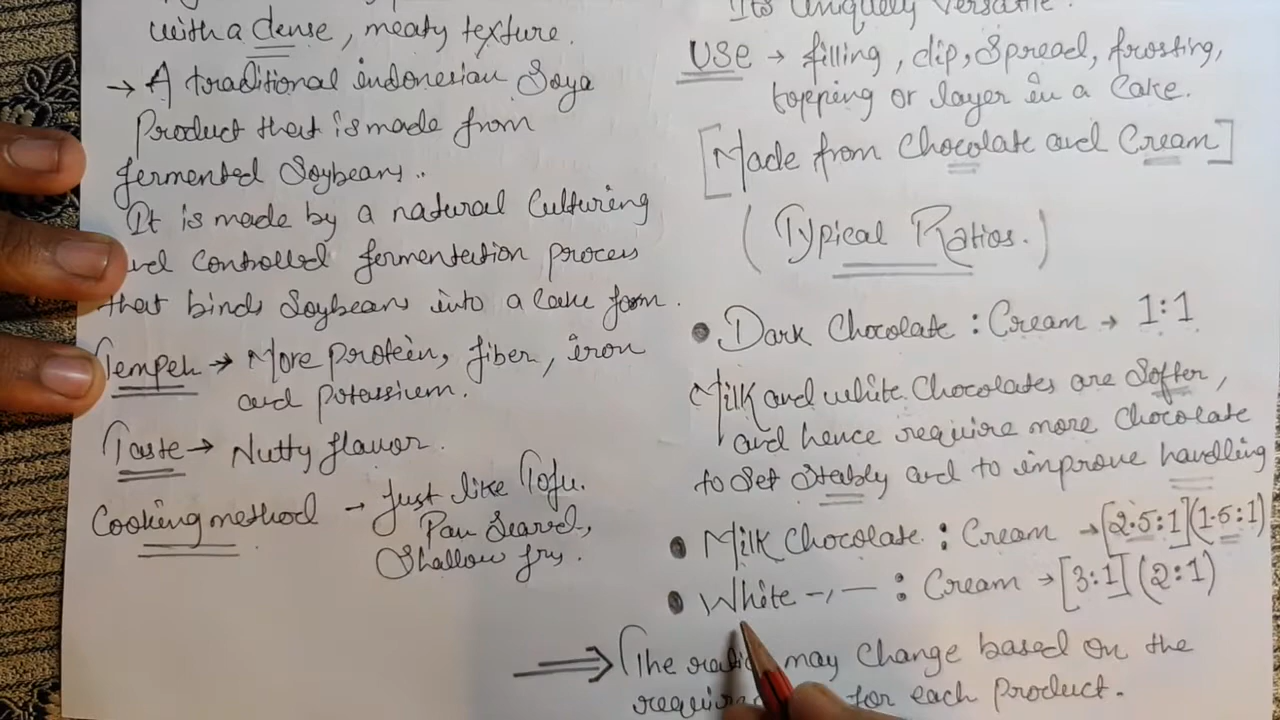 with a dense, meaty texture.
→ A traditional indonesian Soya
Product that is made from
fermented Soybeans..
It is made by a natural Culturing
and controlled fermentation process
that binds Soybeans into a Cake form.
Tempeh → More protein, fiber, iron
and potassium.
Taste → Nutty flavor.
Cooking method → Just like Tofu.
Pan Seared,
Shallow fry.
Its Uniquely Versatile.
USE → filling, dip, Spread, frosting,
topping or layer in a Cake.
[Made from Chocolate and Cream]
(Typical Ratios.)
• Dark Chocolate : Cream → 1:1
Milk and white Chocolates are Softer,
and hence require more Chocolate
to Set Stably and to improve handling
• Milk Chocolate : Cream → [2.5:1] (1.5:1)
• White -,- : Cream → [3:1] (2:1)
⇒ The may Change based on the
for each Product.